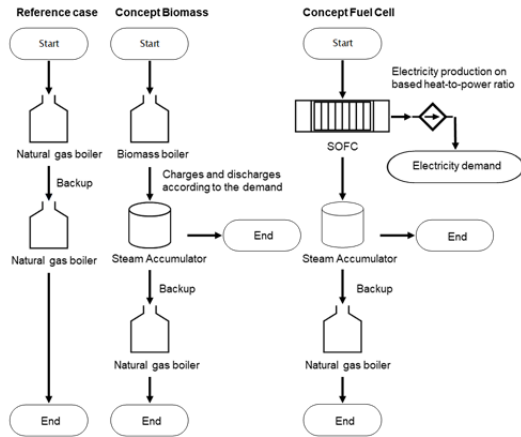 Reference case
Start
Natural gas boiler
Backup
Natural gas boiler
End
Concept Biomass
Start
Biomass boiler
Charges and discharges
according to the demand
Steam Accumulator
End
Backup
Natural gas boiler
End
Concept Fuel Cell
Start
Electricity production on
based heat-to-power ratio
SOFC
Electricity demand
Steam Accumulator
End
Backup
Natural gas boiler
End